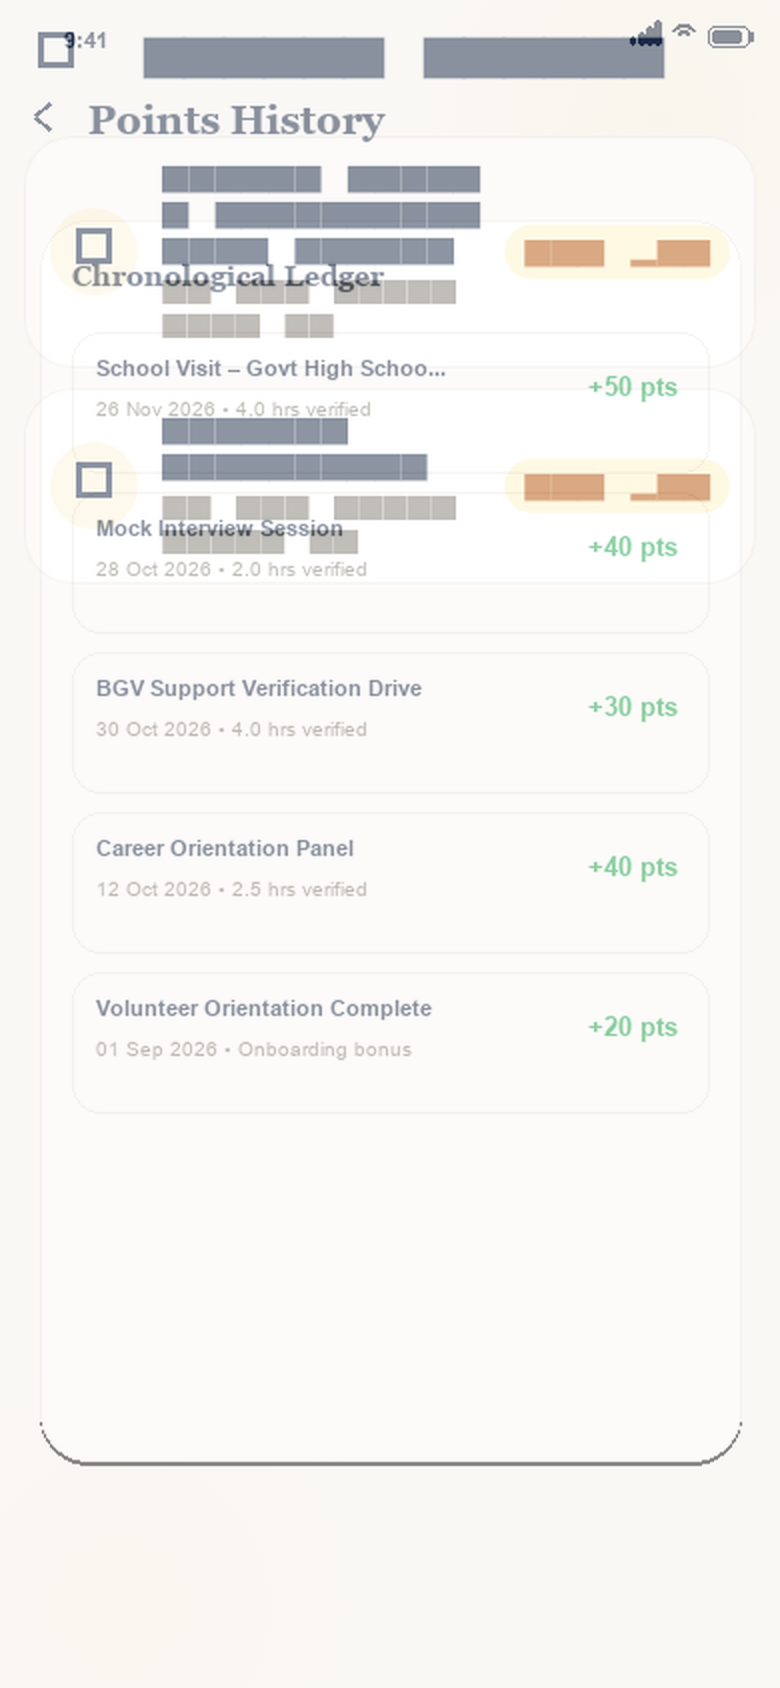 9:41
Points History
Chronological Ledger
School Visit – Govt High Schoo...
+50 pts
26 Nov 2026 • 4.0 hrs verified
Mock Interview Session
+40 pts
28 Oct 2026 • 2.0 hrs verified
BGV Support Verification Drive
+30 pts
30 Oct 2026 • 4.0 hrs verified
Career Orientation Panel
+40 pts
12 Oct 2026 • 2.5 hrs verified
Volunteer Orientation Complete
+20 pts
01 Sep 2026 • Onboarding bonus